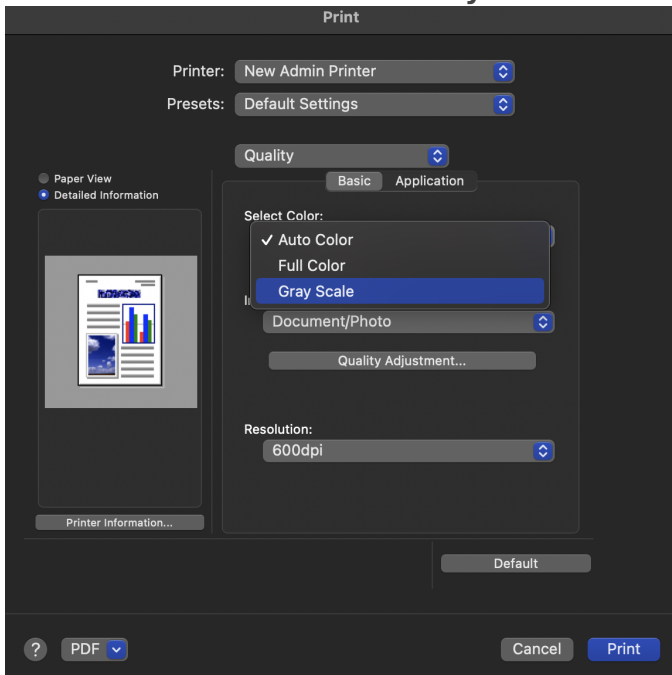 Print
Printer: New Admin Printer
Presets: Default Settings
Quality
Paper View
Detailed Information
Basic Application
Select Color:
✓ Auto Color
Full Color
Gray Scale
Document/Photo
Quality Adjustment...
Resolution:
600dpi
Printer Information...
Default
? PDF Cancel Print